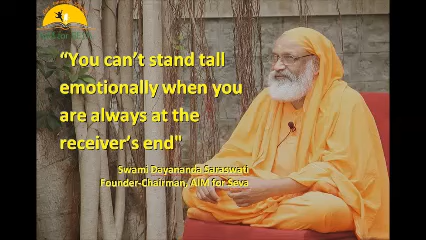 “You can’t stand tall
emotionally when you
are always at the
receiver’s end"
Swami Dayananda Saraswati
Founder-Chairman, AIM for Seva